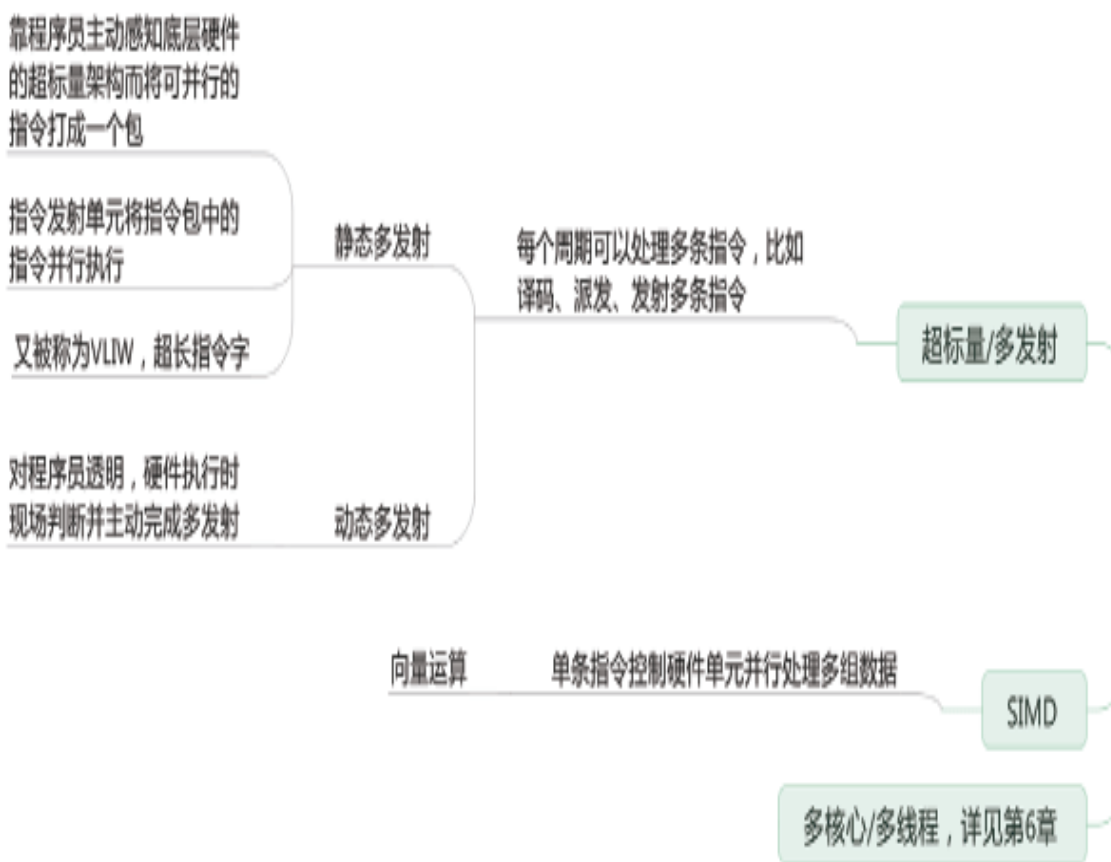 靠程序员主动感知底层硬件
的超标量架构而将可并行的
指令打成一个包
指令发射单元将指令包中的
指令并行执行
又被称为VLIW，超长指令字
静态多发射
每个周期可以处理多条指令，比如
译码、派发、发射多条指令
超标量/多发射
对程序员透明，硬件执行时
现场判断并主动完成多发射
动态多发射
向量运算
单条指令控制硬件单元并行处理多组数据
SIMD
多核心/多线程，详见第6章